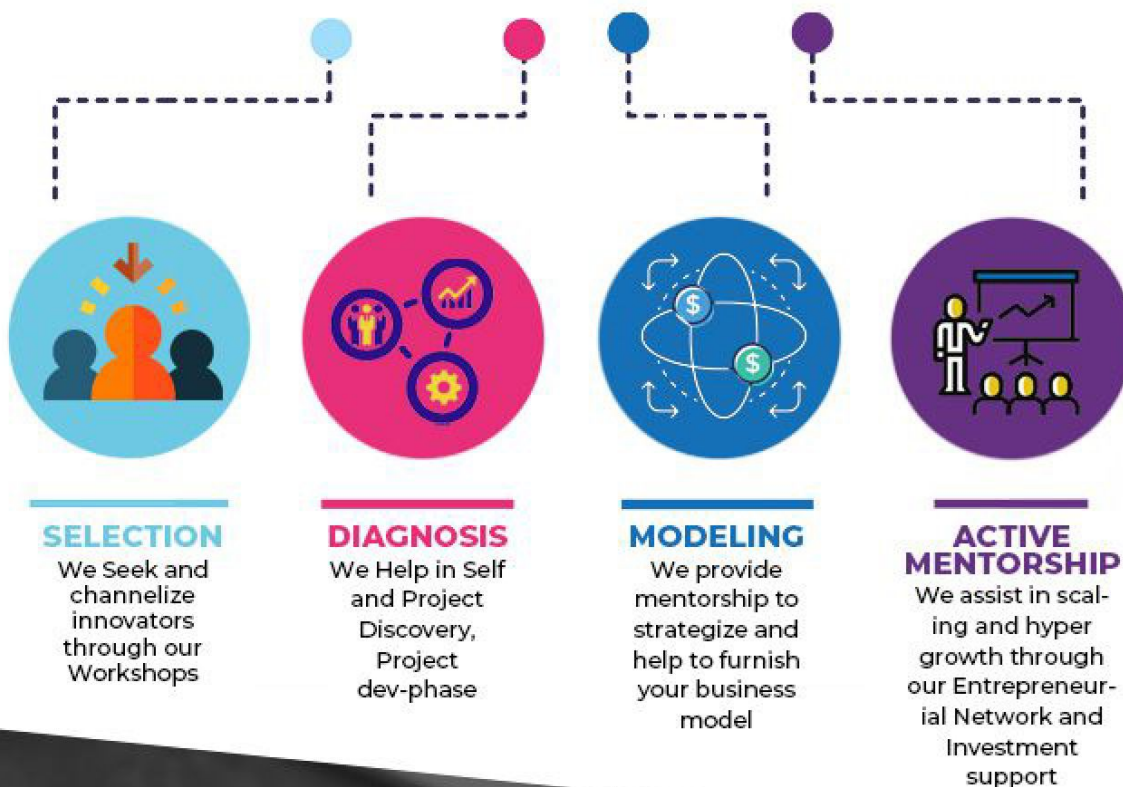 SELECTION
We Seek and
channelize
innovators
through our
Workshops
DIAGNOSIS
We Help in Self
and Project
Discovery,
Project
dev-phase
MODELING
We provide
mentorship to
strategize and
help to furnish
your business
model
ACTIVE
MENTORSHIP
We assist in scal-
ing and hyper
growth through
our Entrepreneur-
ial Network and
Investment
support